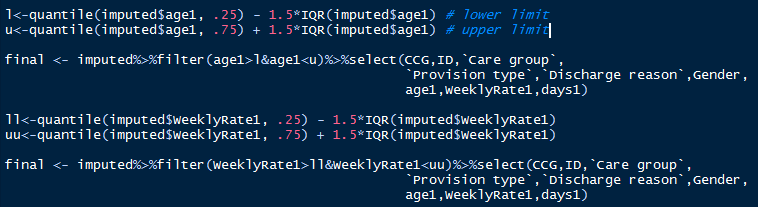 l<-quantile(imputed$age1, .25) - 1.5*IQR(imputed$age1) # lower limit
u<-quantile(imputed$age1, .75) + 1.5*IQR(imputed$age1) # upper limit
final <- imputed%>%filter(age1>l&age1<u)%>%select(CCG,ID,`Care group`,
`Provision type`,`Discharge reason`,Gender,
age1,WeeklyRate1,days1)
ll<-quantile(imputed$WeeklyRate1, .25) - 1.5*IQR(imputed$WeeklyRate1)
uu<-quantile(imputed$WeeklyRate1, .75) + 1.5*IQR(imputed$WeeklyRate1)
final <- imputed%>%filter(WeeklyRate1>ll&WeeklyRate1<uu)%>%select(CCG,ID,`Care group`,
`Provision type`,`Discharge reason`,Gender,
age1,WeeklyRate1,days1)